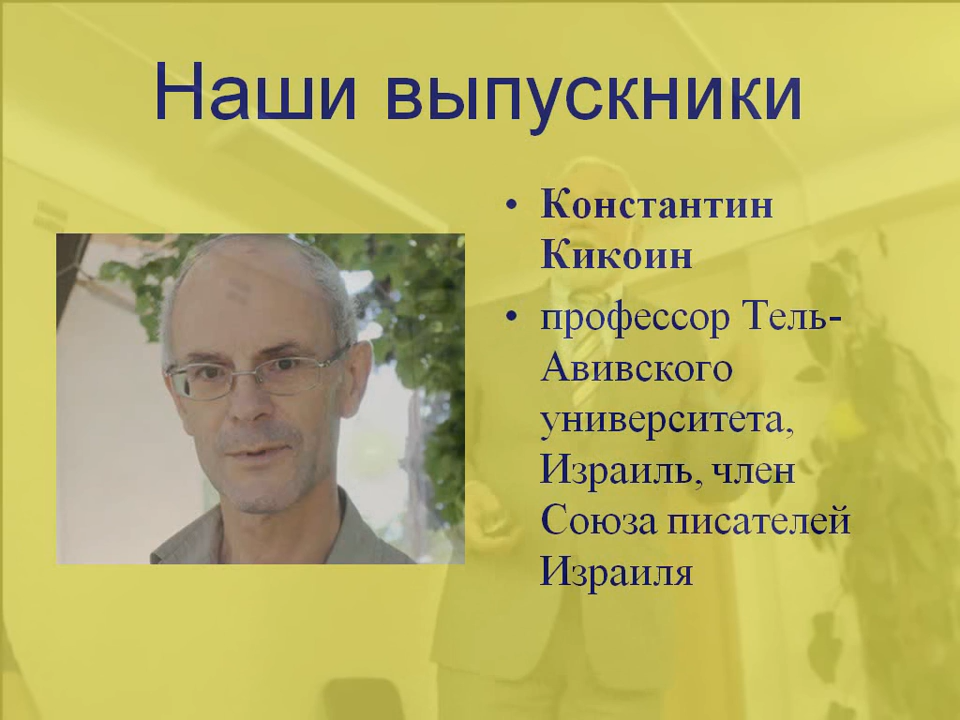 Наши выпускники
• Константин
Кикоин
• профессор Тель-
Авивского
университета,
Израиль, член
Союза писателей
Израиля